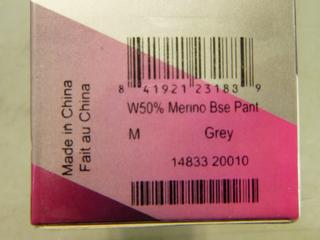 8 41921 23183 9
W50% Merino Bse Pant
M Grey
14833 20010
Made in China
Fait au China